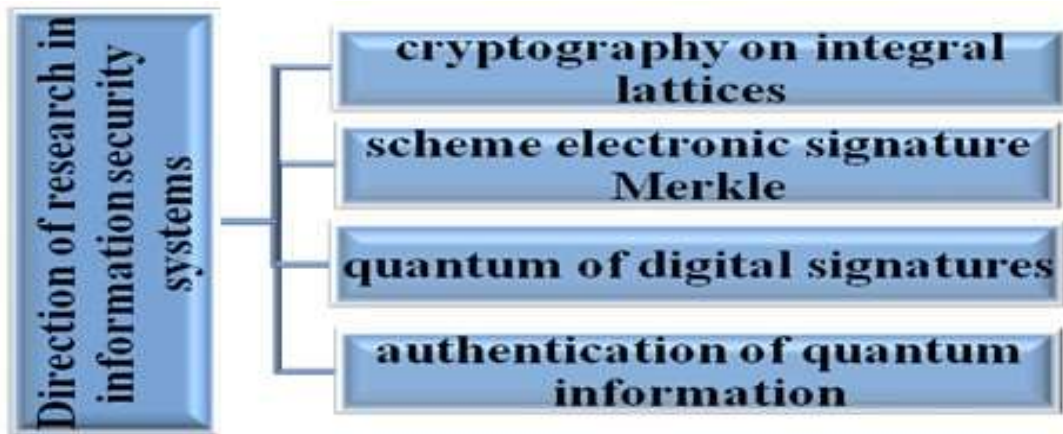 Direction of research in
information security
systems
cryptography on integral
lattices
scheme electronic signature
Merkle
quantum of digital signatures
authentication of quantum
information